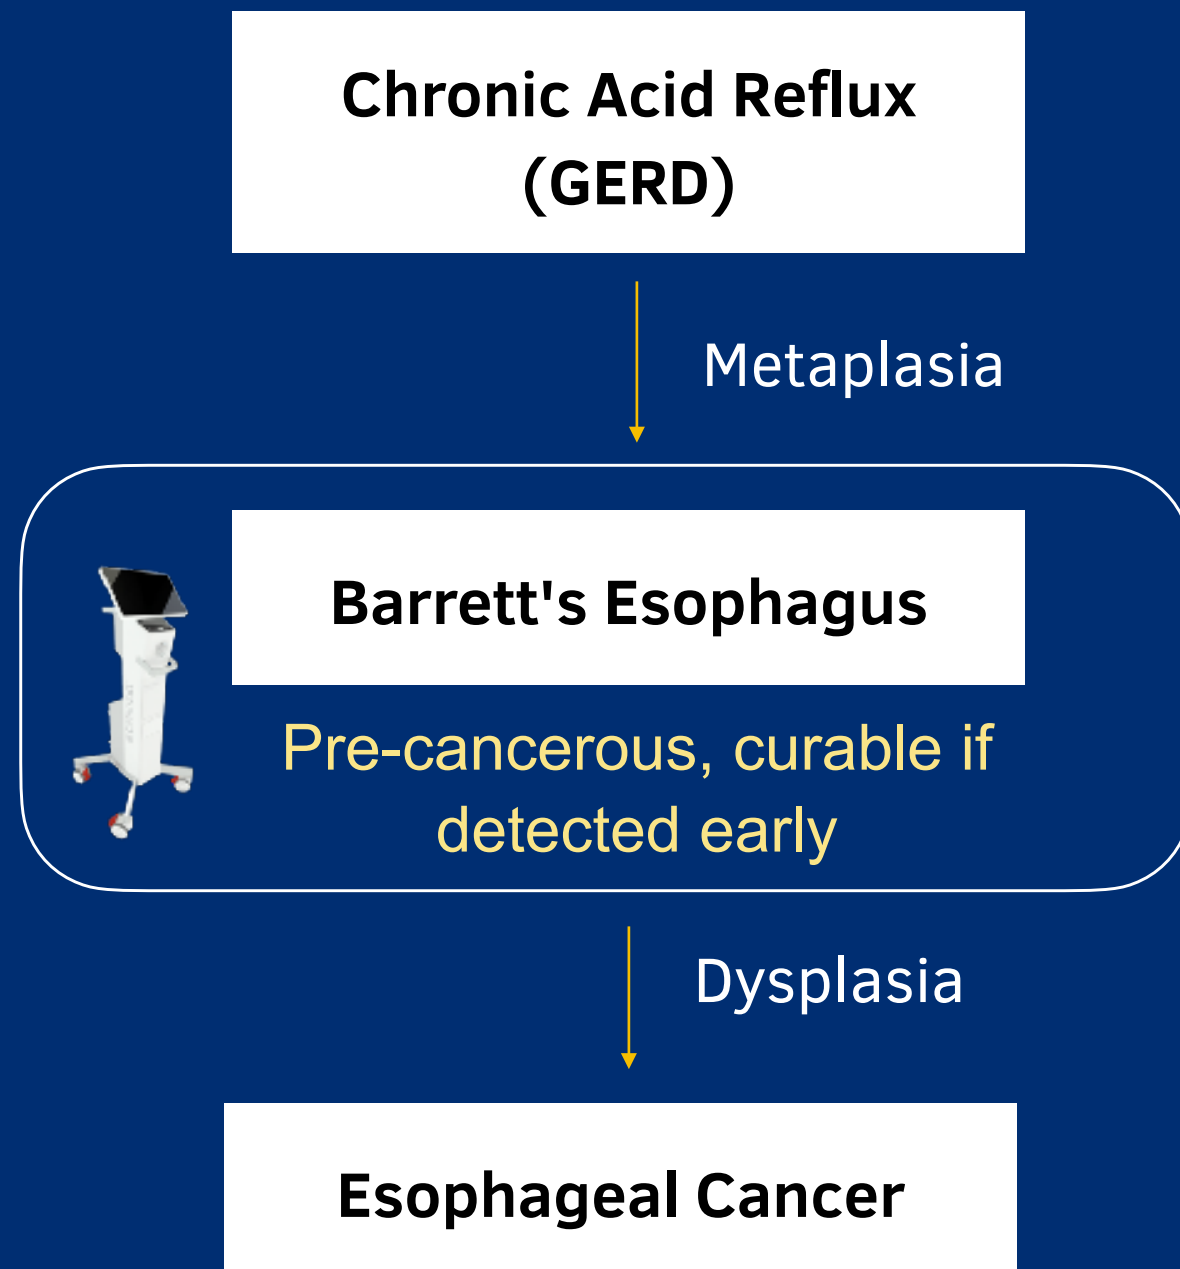 Chronic Acid Reflux
(GERD)
Metaplasia
Barrett's Esophagus
Pre-cancerous, curable if
detected early
Dysplasia
Esophageal Cancer